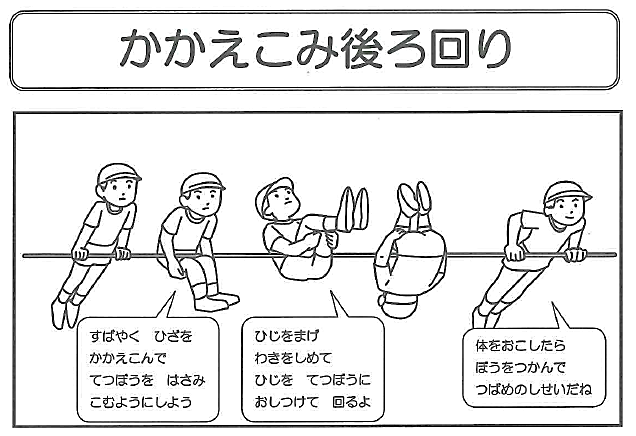 かかえこみ後ろ回り
すばやく ひざを
かかえこんで
てつぼうを はさみ
こむようにしよう
ひじをまげ
わきをしめて
ひじを てつぼうに
おしつけて 回るよ
体をおこしたら
ぼうをつかんで
つばめのしせいだね